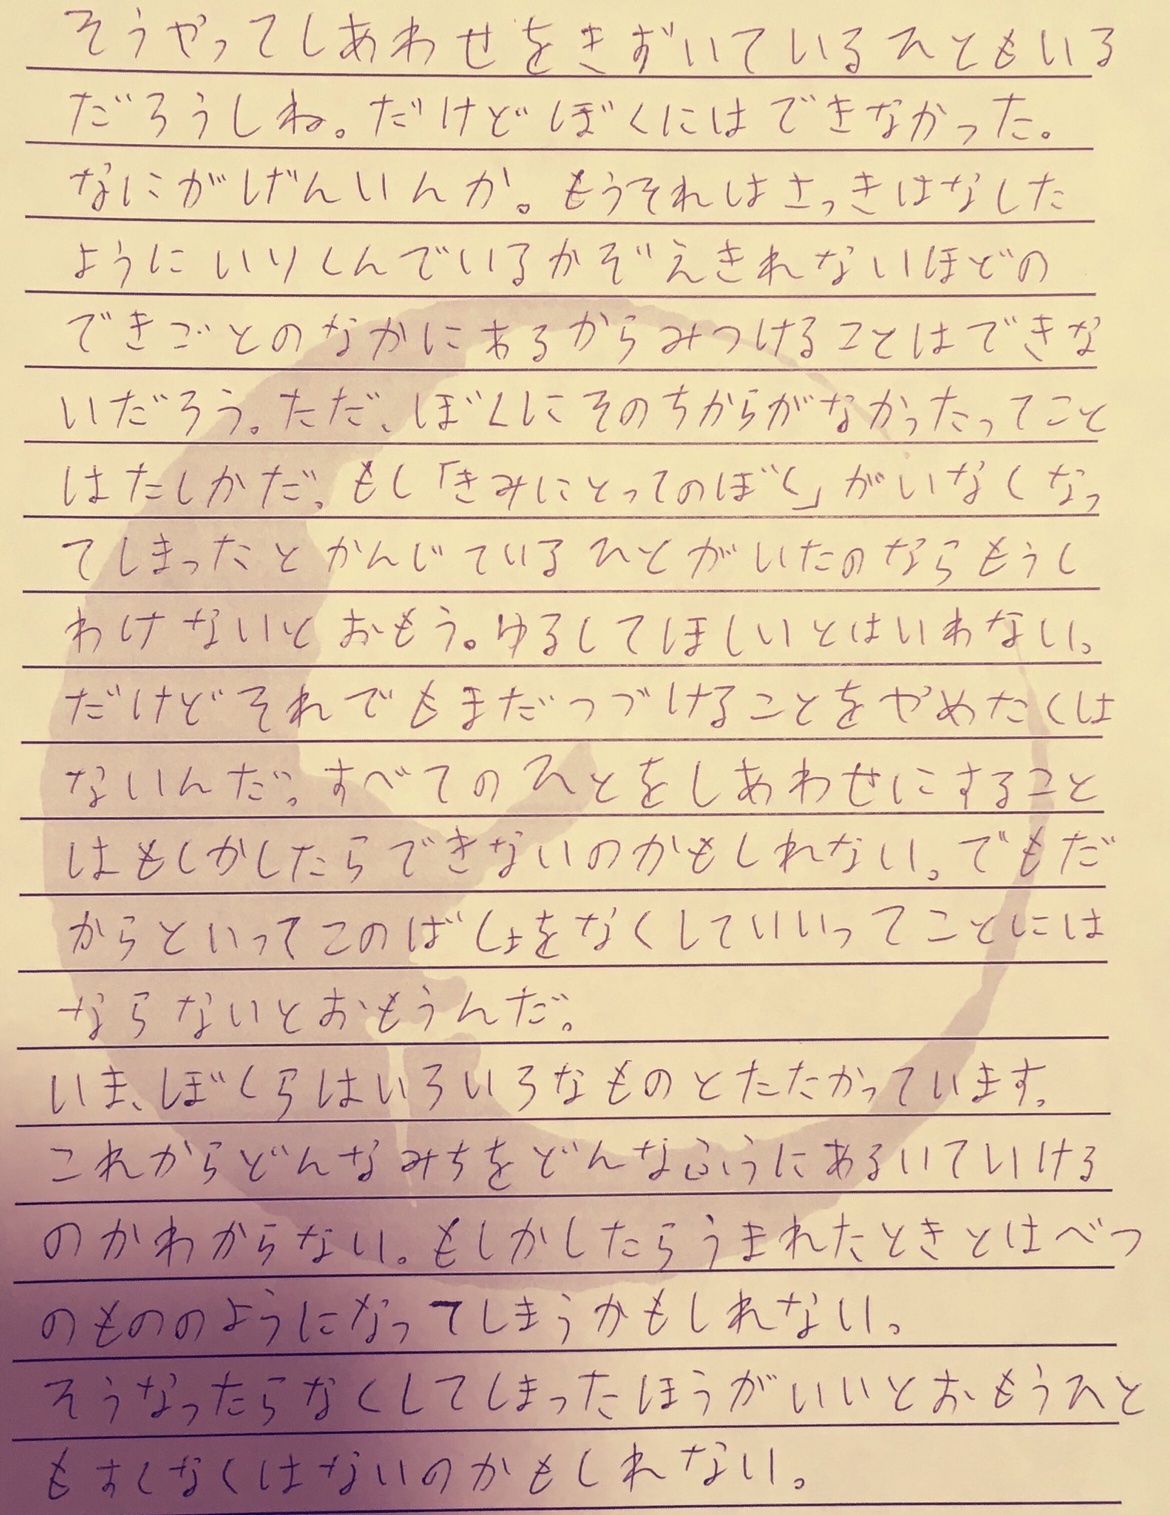 そうやってしあわせをきずいているひともいる
だろうしね。だけどぼくにはできなかった。
なにがげんいんか。もうそれはさっきはなした
ようにいりくんでいるかぞえきれないほどの
できごとのなかにあるからみつけることはできな
いだろう。ただ、ぼくにそのちからがなかったってこと
はたしかだ。もし「きみにとってのぼく」がいなくなっ
てしまったとかんじているひとがいたのならもうし
わけないとおもう。ゆるしてほしいとはいわない。
だけどそれでもまだつづけることをやめたくは
ないんだ。すべてのひとをしあわせにすること
はもしかしたらできないのかもしれない。でもだ
からといってこのばしょをなくしていいってことには
ならないとおもうんだ。
いま、ぼくらはいろいろなものとたたかっています。
これからどんなみちをどんなふうにあるいていける
のかわからない。もしかしたらうまれたときとはべつ
のもののようになってしまうかもしれない。
そうなったらなくしてしまったほうがいいとおもうひと
もすくなくはないのかもしれない。